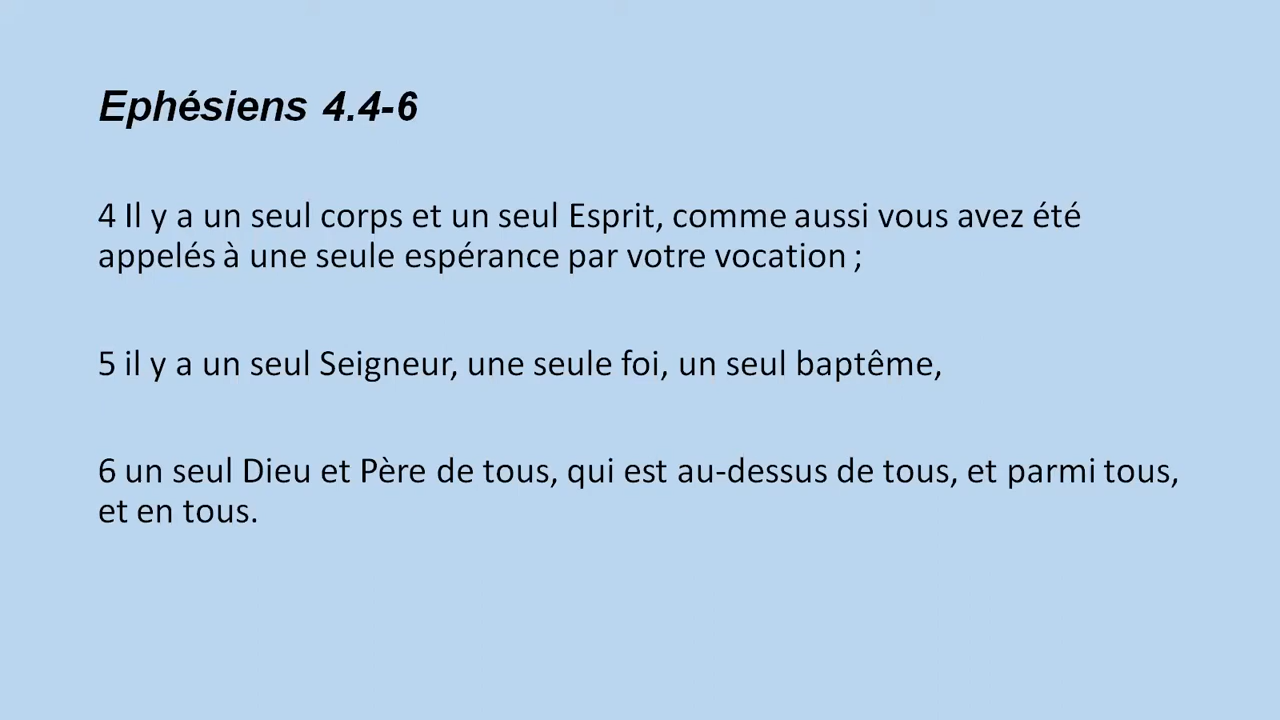 Ephésiens 4.4-6
4 Il y a un seul corps et un seul Esprit, comme aussi vous avez été
appelés à une seule espérance par votre vocation ;
5 il y a un seul Seigneur, une seule foi, un seul baptême,
6 un seul Dieu et Père de tous, qui est au-dessus de tous, et parmi tous,
et en tous.